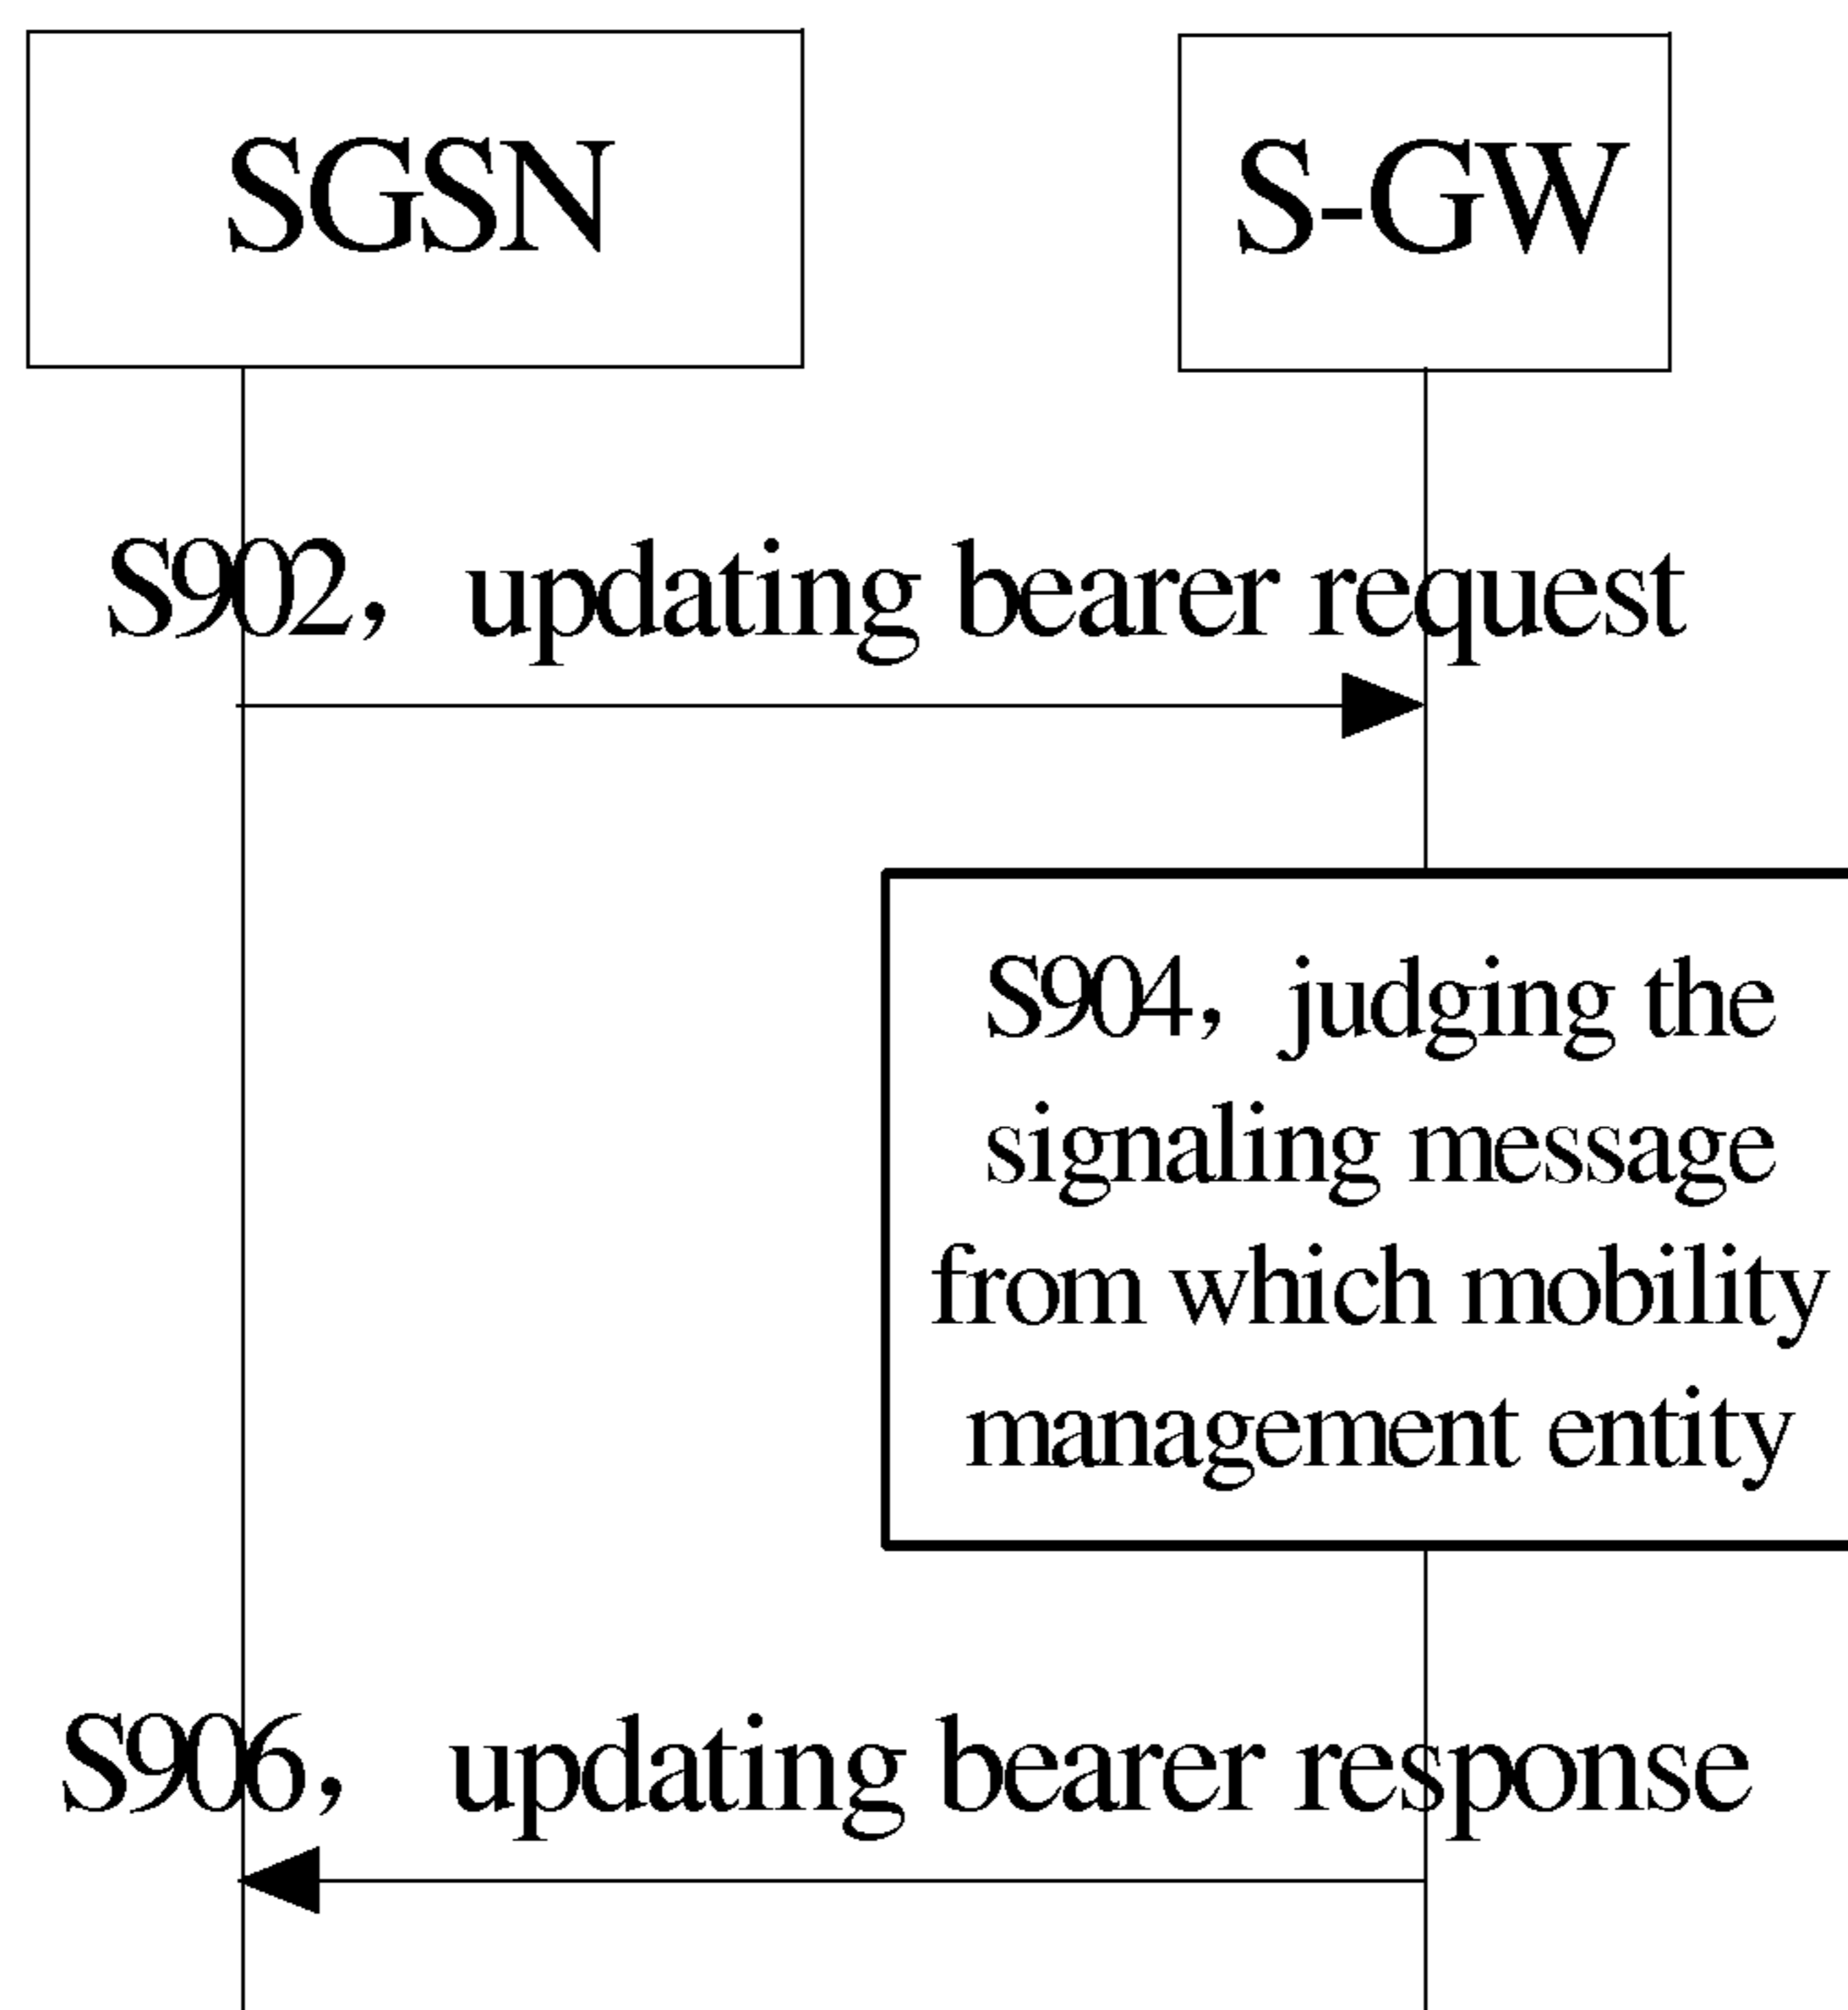 SGSN
S-GW
S902, updating bearer request
S904, judging the
signaling message
from which mobility
management entity
S906, updating bearer response